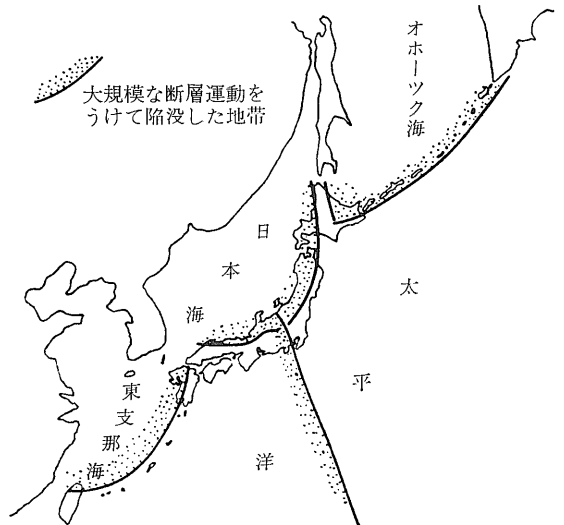 大規模な断層運動を
うけて陥没した地帯
オホーツク海
日本海
太平洋
東支那海